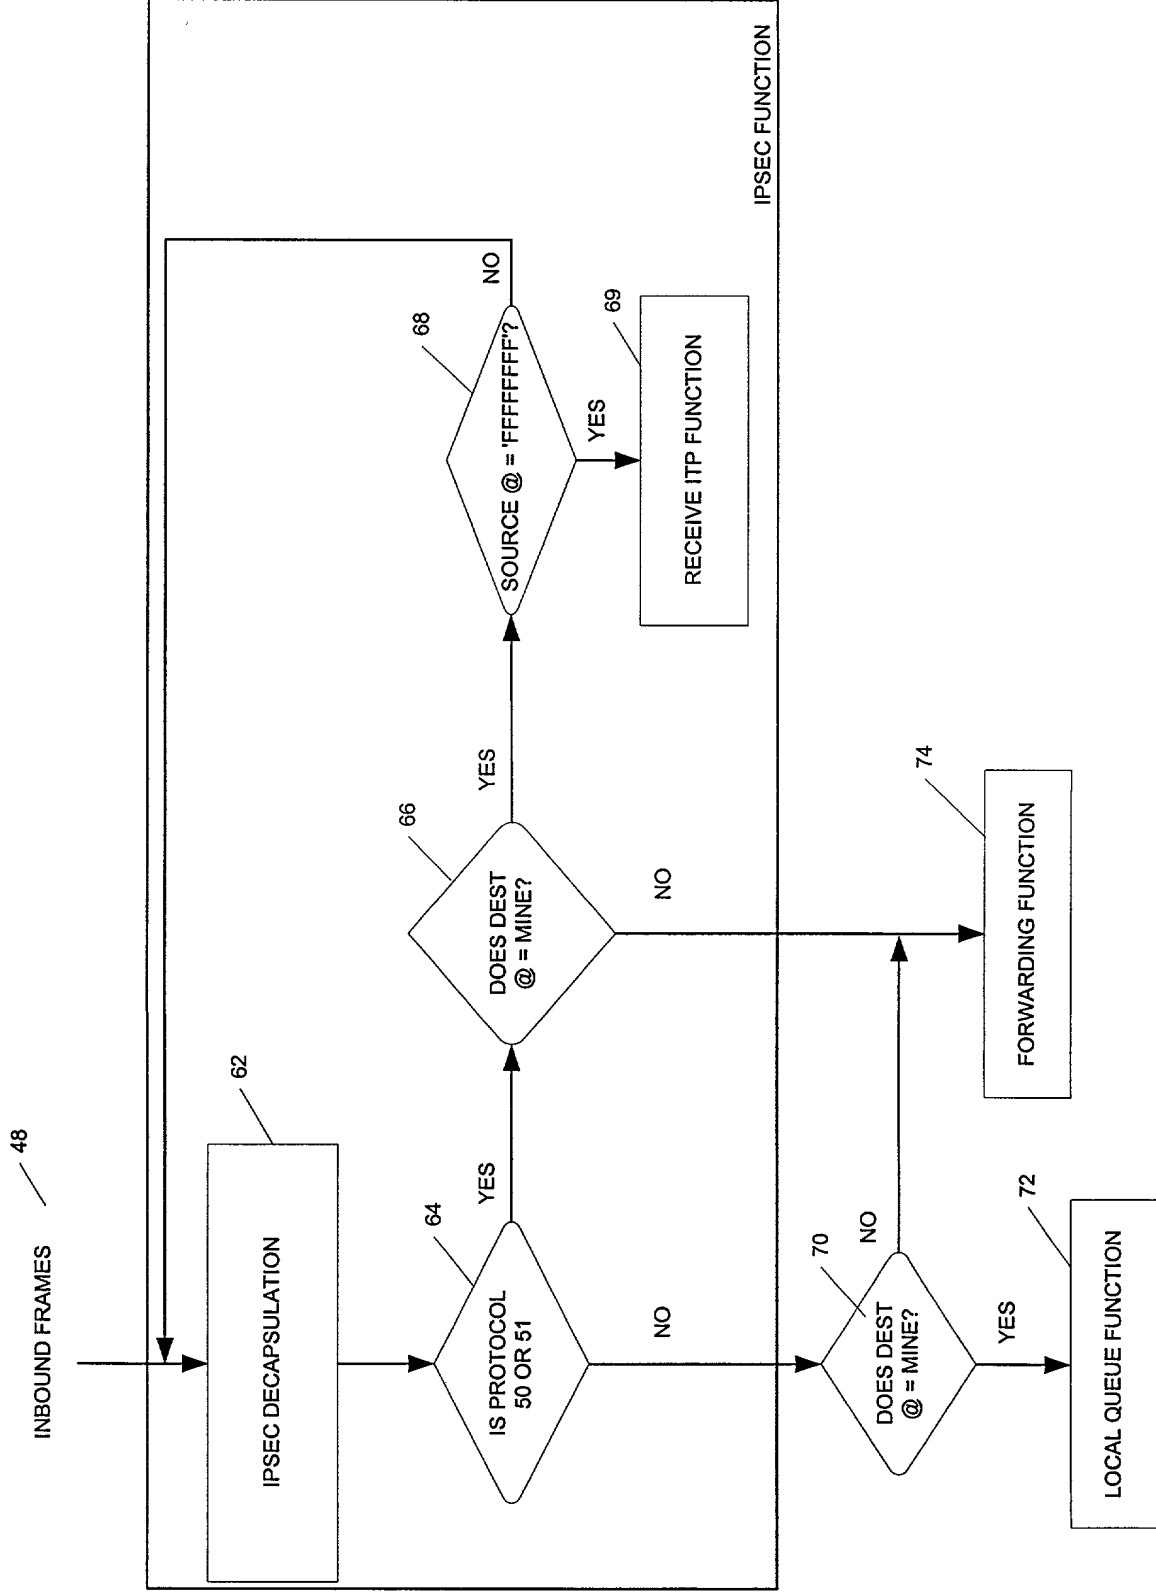 INBOUND FRAMES
48
IPSEC DECAPSULATION
62
IS PROTOCOL
50 OR 51
64
YES
NO
DOES DEST
@ = MINE?
66
YES
NO
SOURCE @ = 'FFFFFFFF'?
68
NO
YES
RECEIVE ITP FUNCTION
69
IPSEC FUNCTION
DOES DEST
@ = MINE?
70
NO
YES
LOCAL QUEUE FUNCTION
72
FORWARDING FUNCTION
74